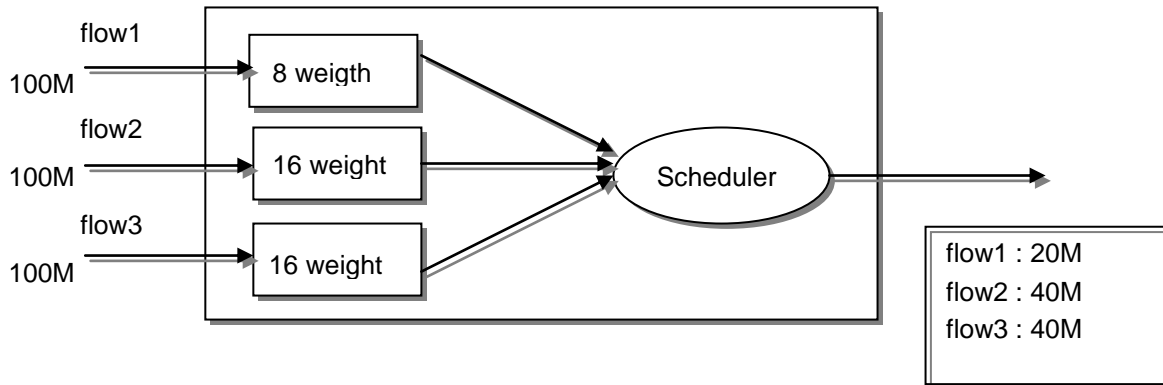 flow1
100M
8 weigth
flow2
100M
16 weight
flow3
100M
16 weight
Scheduler
flow1 : 20M
flow2 : 40M
flow3 : 40M